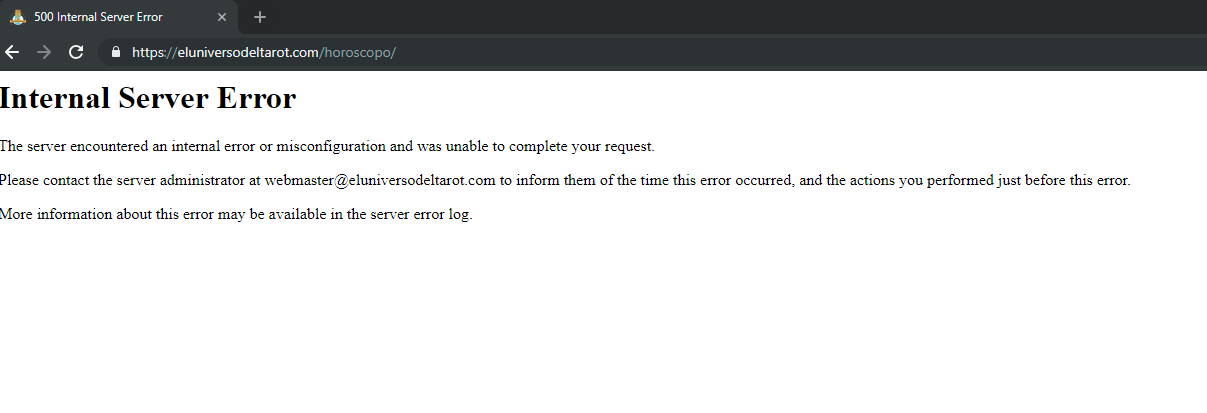 500 Internal Server Error
https://eluniversodeltarot.com/horoscopo/
Internal Server Error
The server encountered an internal error or misconfiguration and was unable to complete your request.
Please contact the server administrator at webmaster@eluniversodeltarot.com to inform them of the time this error occurred, and the actions you performed just before this error.
More information about this error may be available in the server error log.